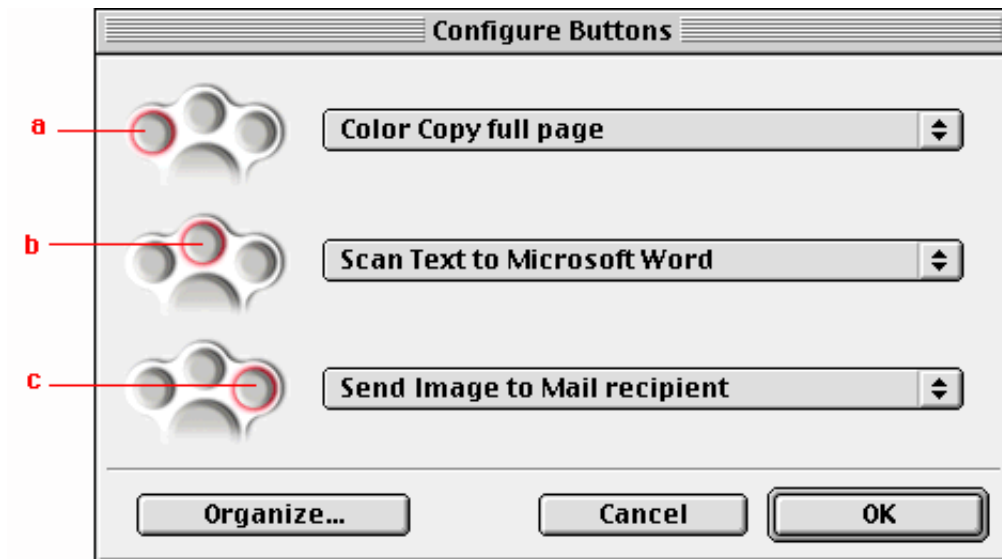 Configure Buttons
a
Color Copy full page
b
Scan Text to Microsoft Word
c
Send Image to Mail recipient
Organize...
Cancel
OK